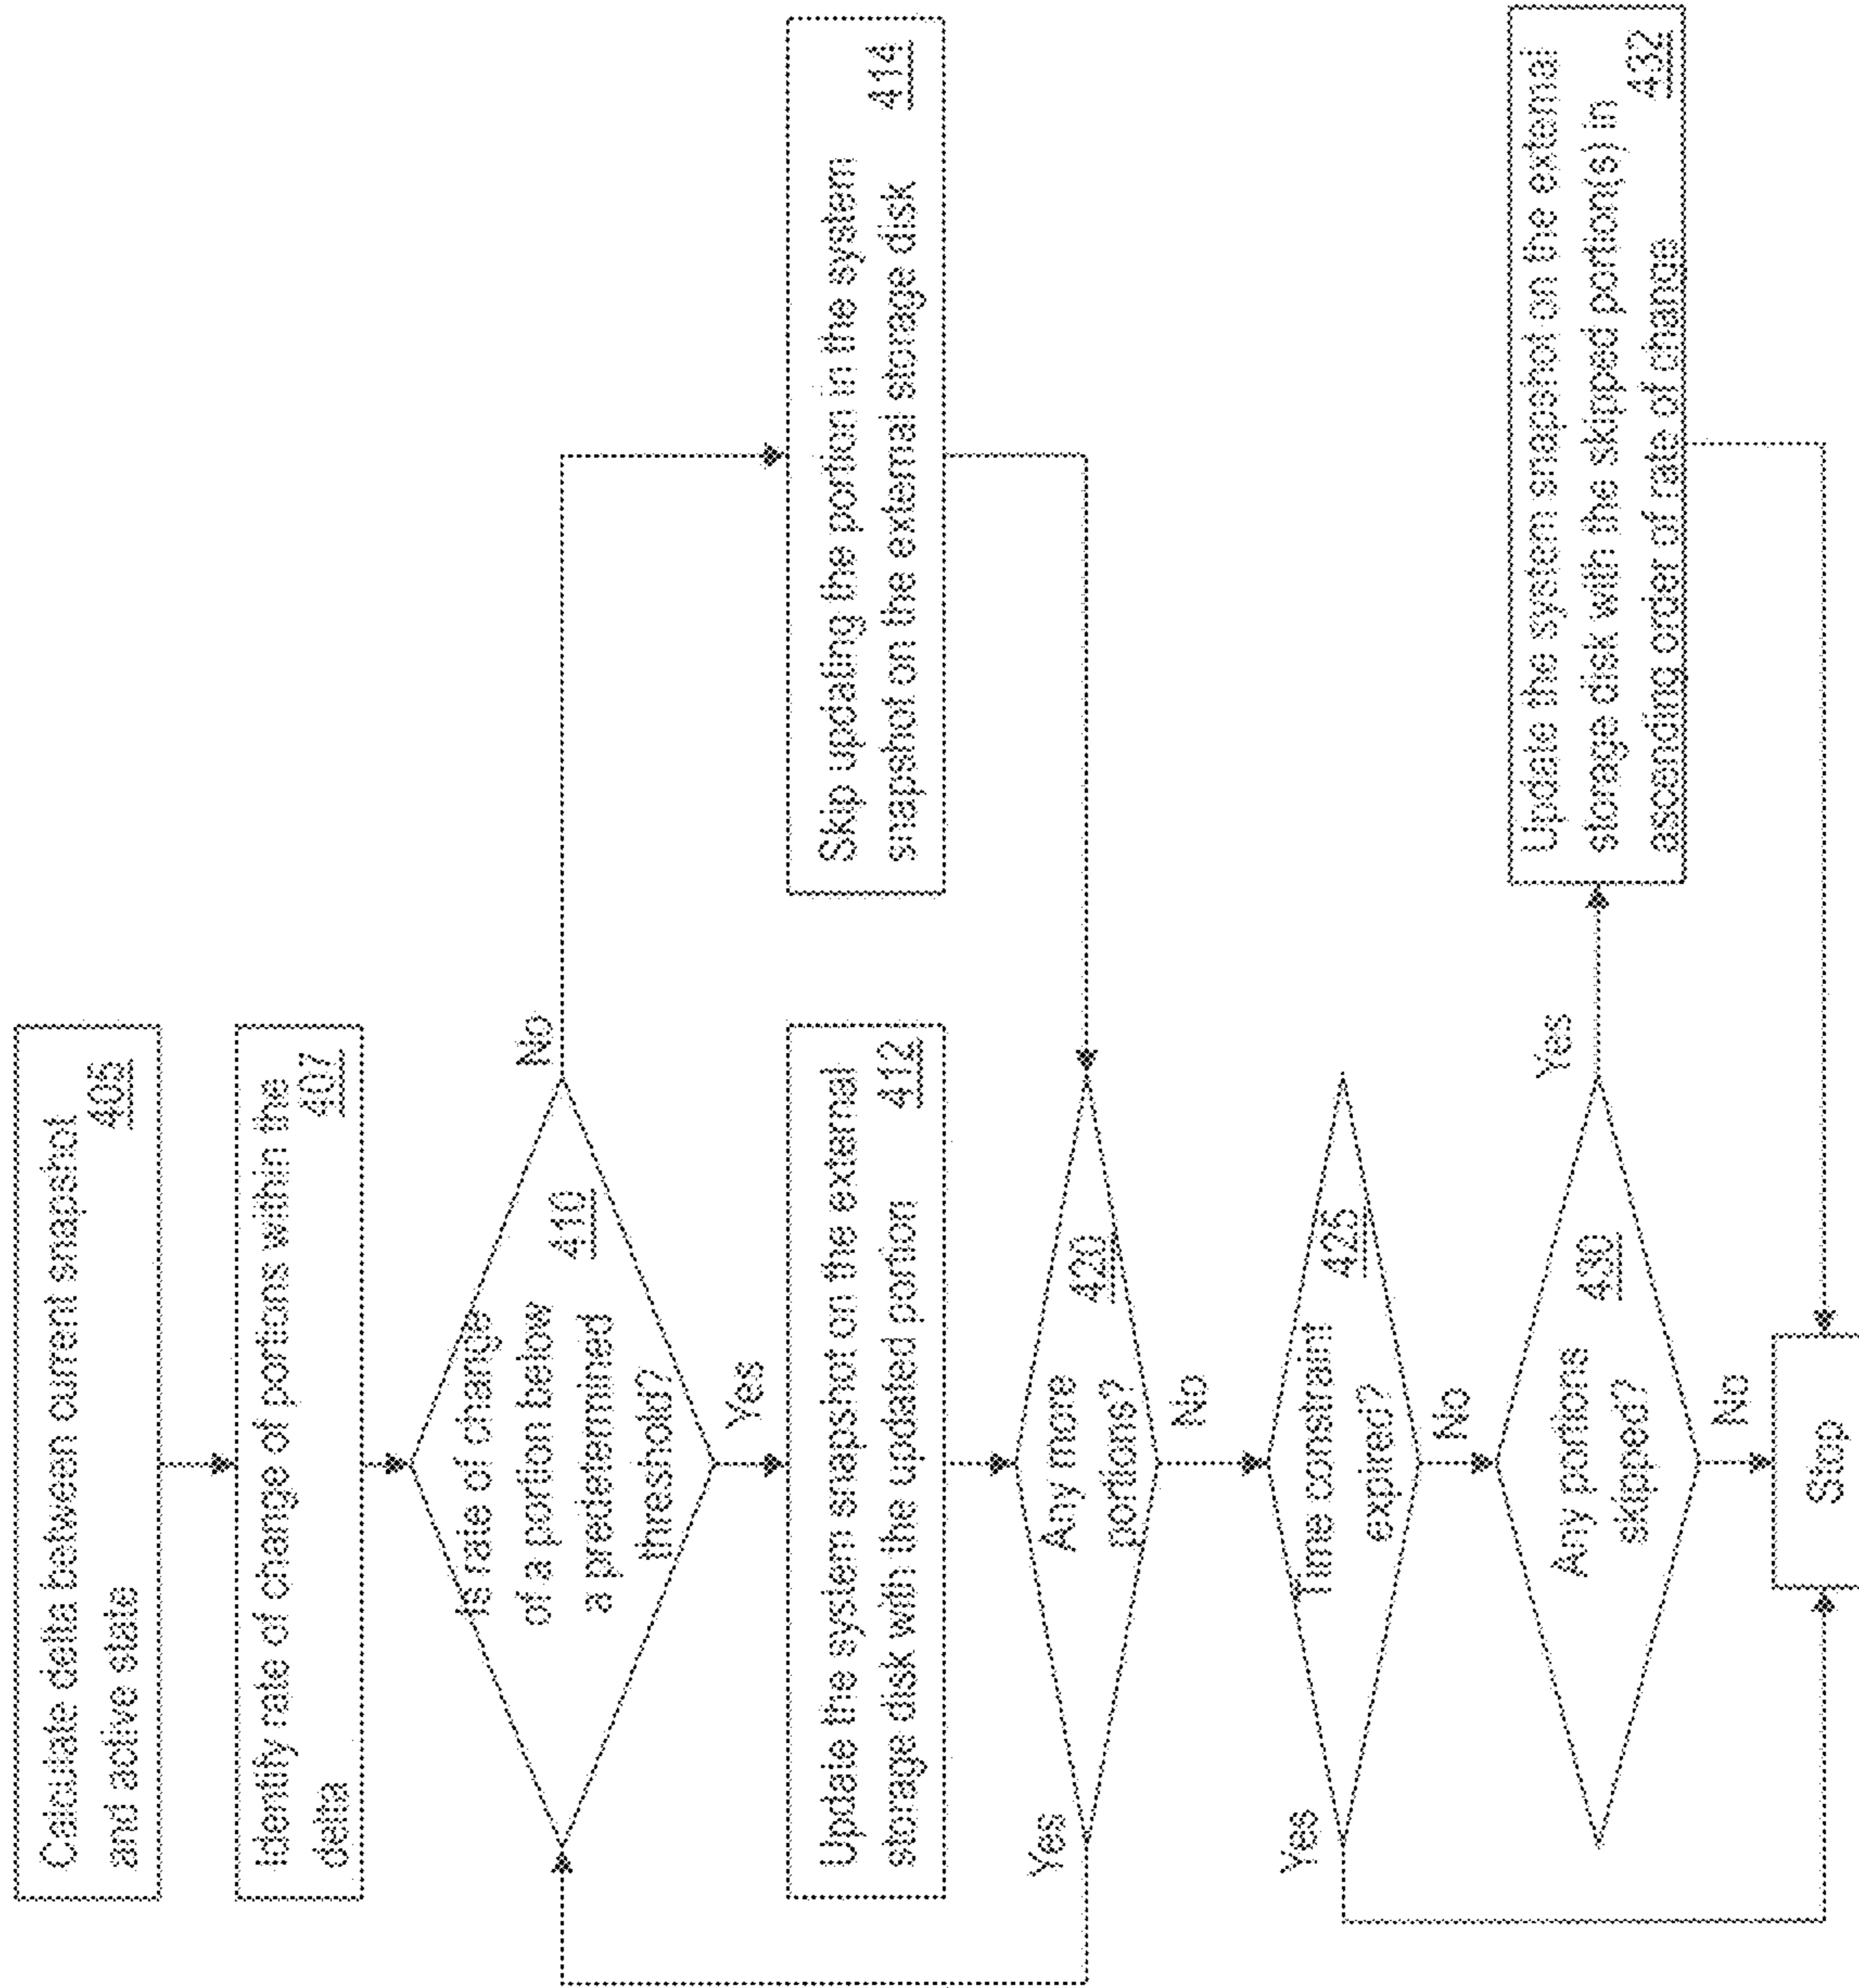 Calculate delta between current snapshot
and active state
405
Identify rate of change of portions within the
delta
407
Is rate of change
of a portion below
a predetermined
threshold?
410
No
Yes
Skip updating the portion in the system
snapshot on the external storage disk
414
Update the system snapshot on the external
storage disk with the updated portion
412
Any more
portions?
420
Yes
No
Time constraint
expired?
425
Yes
No
Any portions
skipped?
430
Yes
No
Update the system snapshot on the external
storage disk with the skipped portion(s) in
ascending order of rate of change
432
Stop